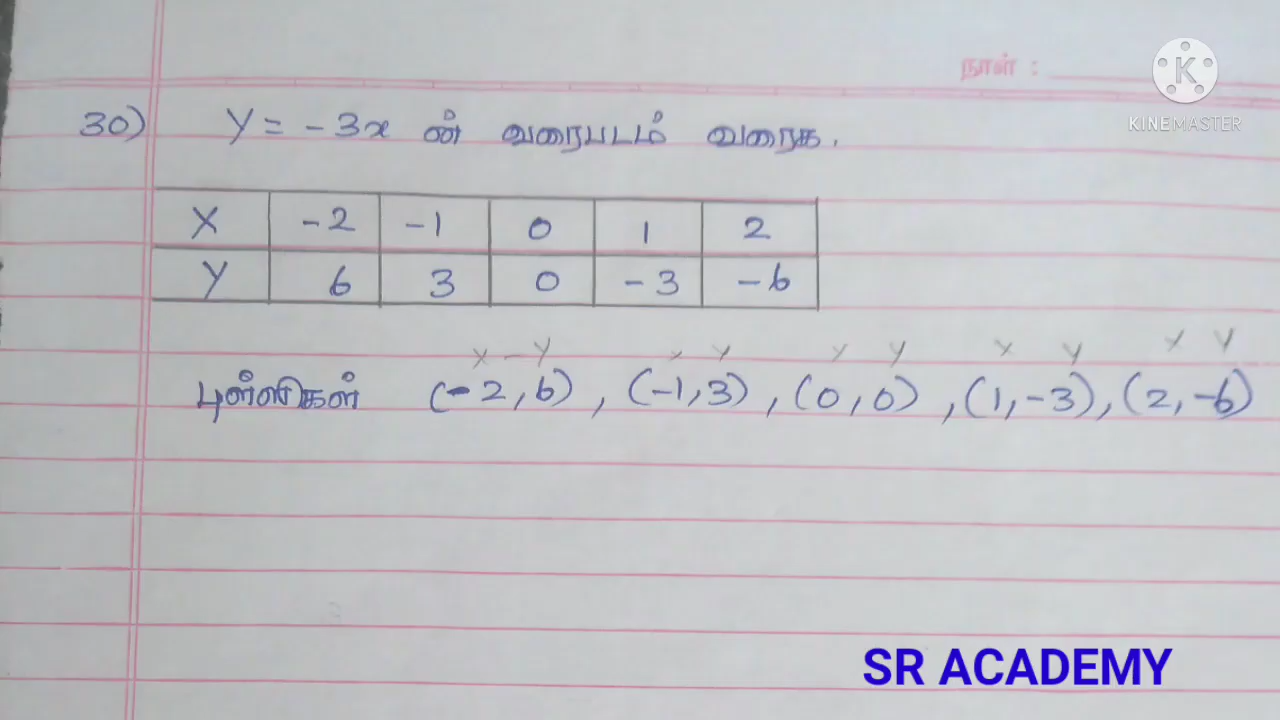 நாள் :
KINEMASTER
30) Y = -3x ன் வரைபடம் வரைக.
X -2 -1 0 1 2
Y 6 3 0 -3 -6
x - y x y x y x y x y
புள்ளிகள் (-2, 6), (-1, 3), (0, 0), (1, -3), (2, -6)
SR ACADEMY